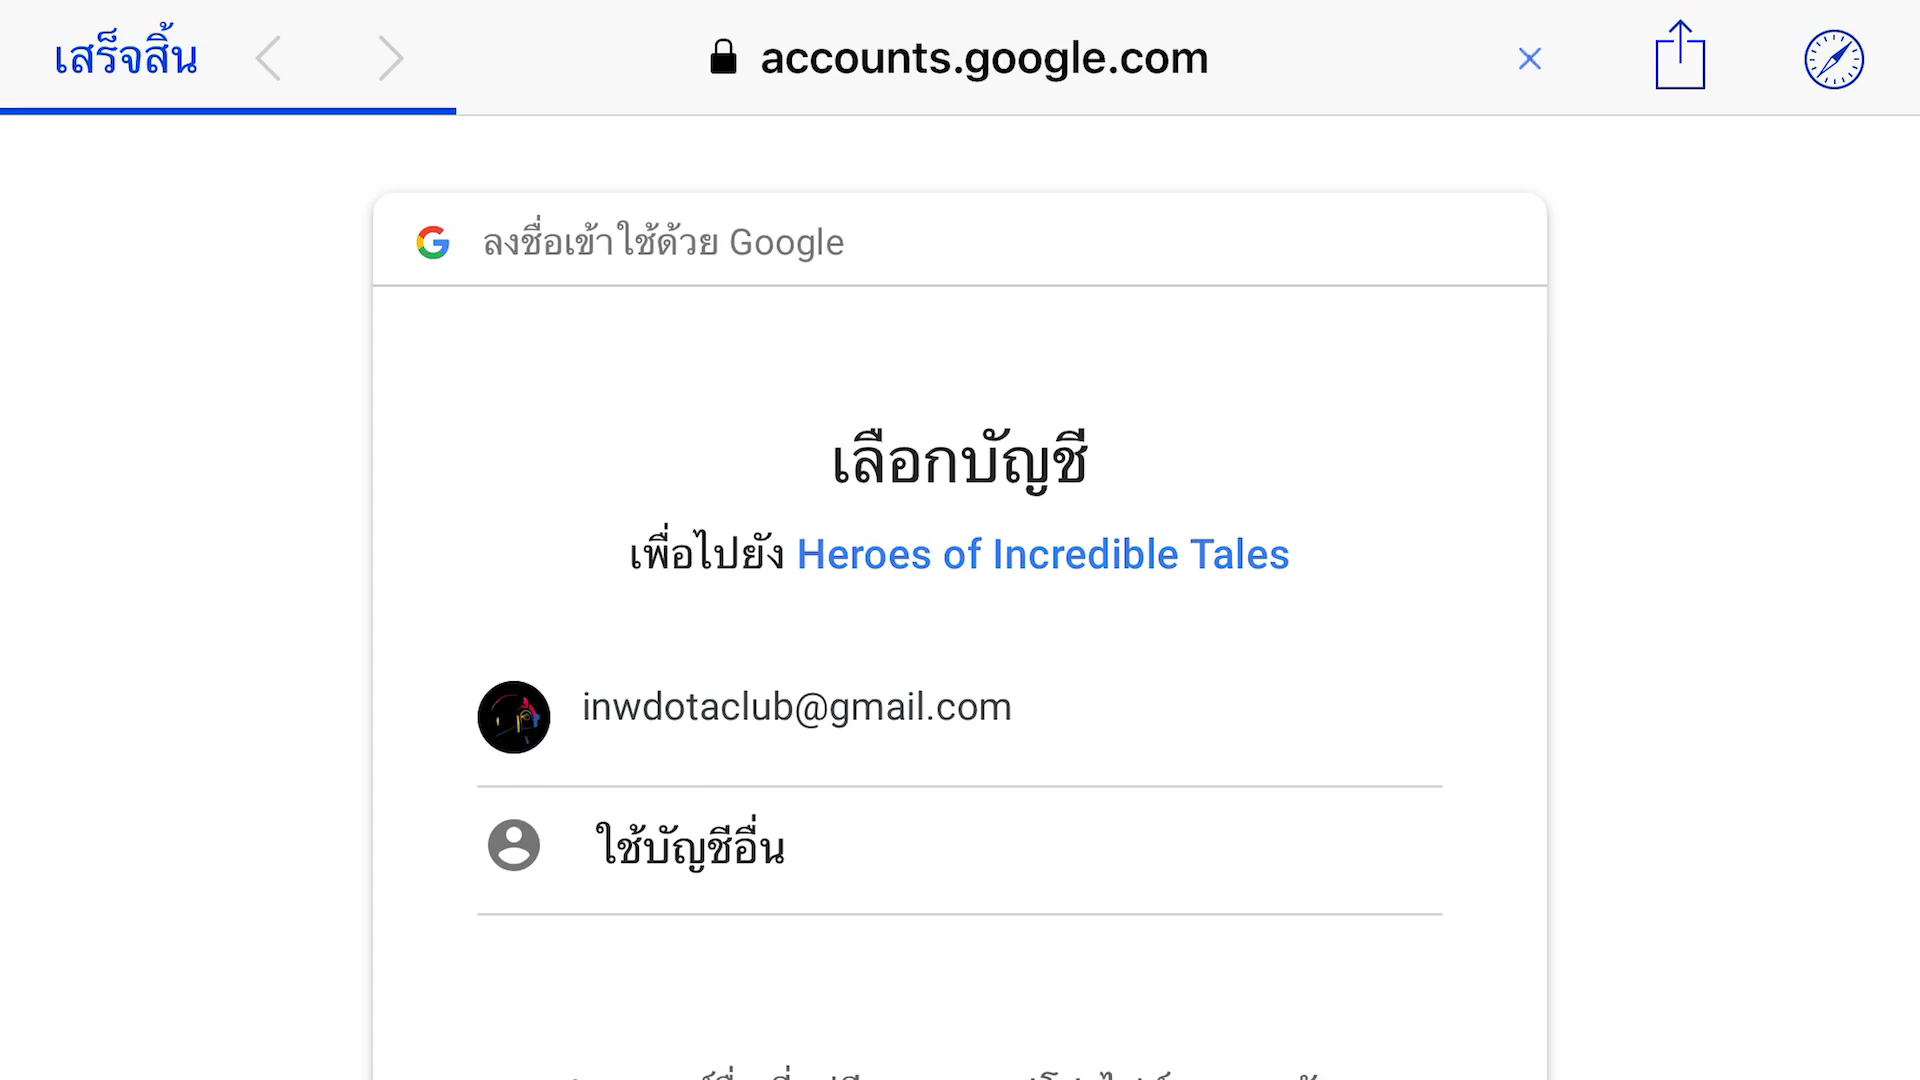 เสร็จสิ้น
accounts.google.com
ลงชื่อเข้าใช้ด้วย Google
เลือกบัญชี
เพื่อไปยัง Heroes of Incredible Tales
inwdotaclub@gmail.com
ใช้บัญชีอื่น